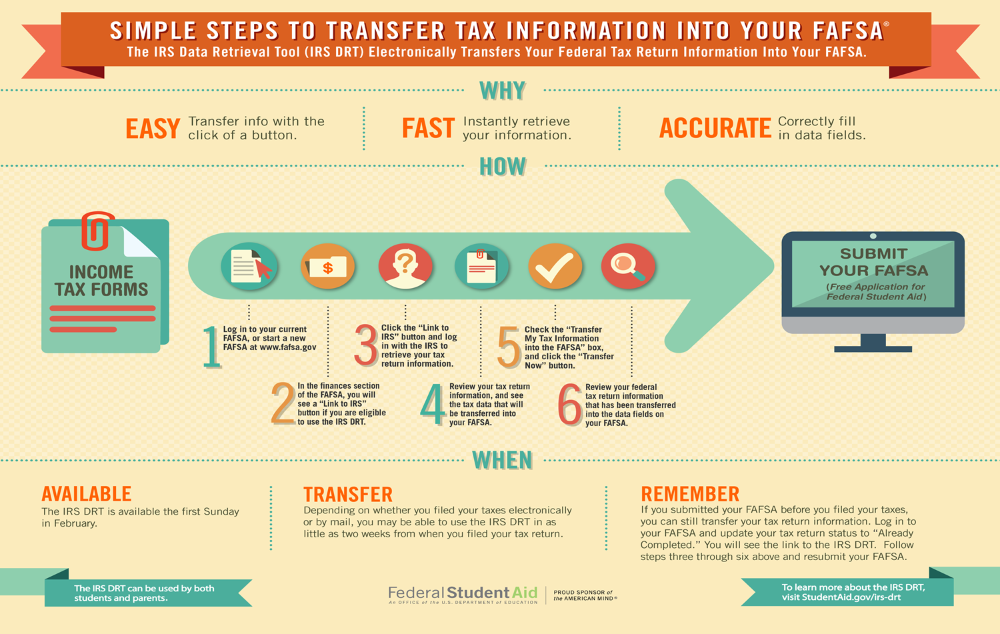 SIMPLE STEPS TO TRANSFER TAX INFORMATION INTO YOUR FAFSA®
The IRS Data Retrieval Tool (IRS DRT) Electronically Transfers Your Federal Tax Return Information Into Your FAFSA.
WHY
EASY
Transfer info with the
click of a button.
FAST
Instantly retrieve
your information.
ACCURATE
Correctly fill
in data fields.
HOW
INCOME
TAX FORMS
$
?
SUBMIT
YOUR FAFSA
(Free Application for
Federal Student Aid)
1
Log in to your current
FAFSA, or start a new
FAFSA at www.fafsa.gov
2
In the finances section
of the FAFSA, you will
see a “Link to IRS”
button if you are eligible
to use the IRS DRT.
3
Click the “Link to
IRS” button and log
in with the IRS to
retrieve your tax
return information.
4
Review your tax return
information, and see
the tax data that will
be transferred into
your FAFSA.
5
Check the “Transfer
My Tax Information
into the FAFSA” box,
and click the “Transfer
Now” button.
6
Review your federal
tax return information
that has been transferred
into the data fields on
your FAFSA.
WHEN
AVAILABLE
The IRS DRT is available the first Sunday
in February.
TRANSFER
Depending on whether you filed your taxes electronically
or by mail, you may be able to use the IRS DRT in as
little as two weeks from when you filed your tax return.
REMEMBER
If you submitted your FAFSA before you filed your taxes,
you can still transfer your tax return information. Log in to
your FAFSA and update your tax return status to “Already
Completed.” You will see the link to the IRS DRT. Follow
steps three through six above and resubmit your FAFSA.
The IRS DRT can be used by both
students and parents.
Federal Student Aid
An OFFICE of the U.S. DEPARTMENT of EDUCATION
PROUD SPONSOR of
the AMERICAN MIND®
To learn more about the IRS DRT,
visit StudentAid.gov/irs-drt